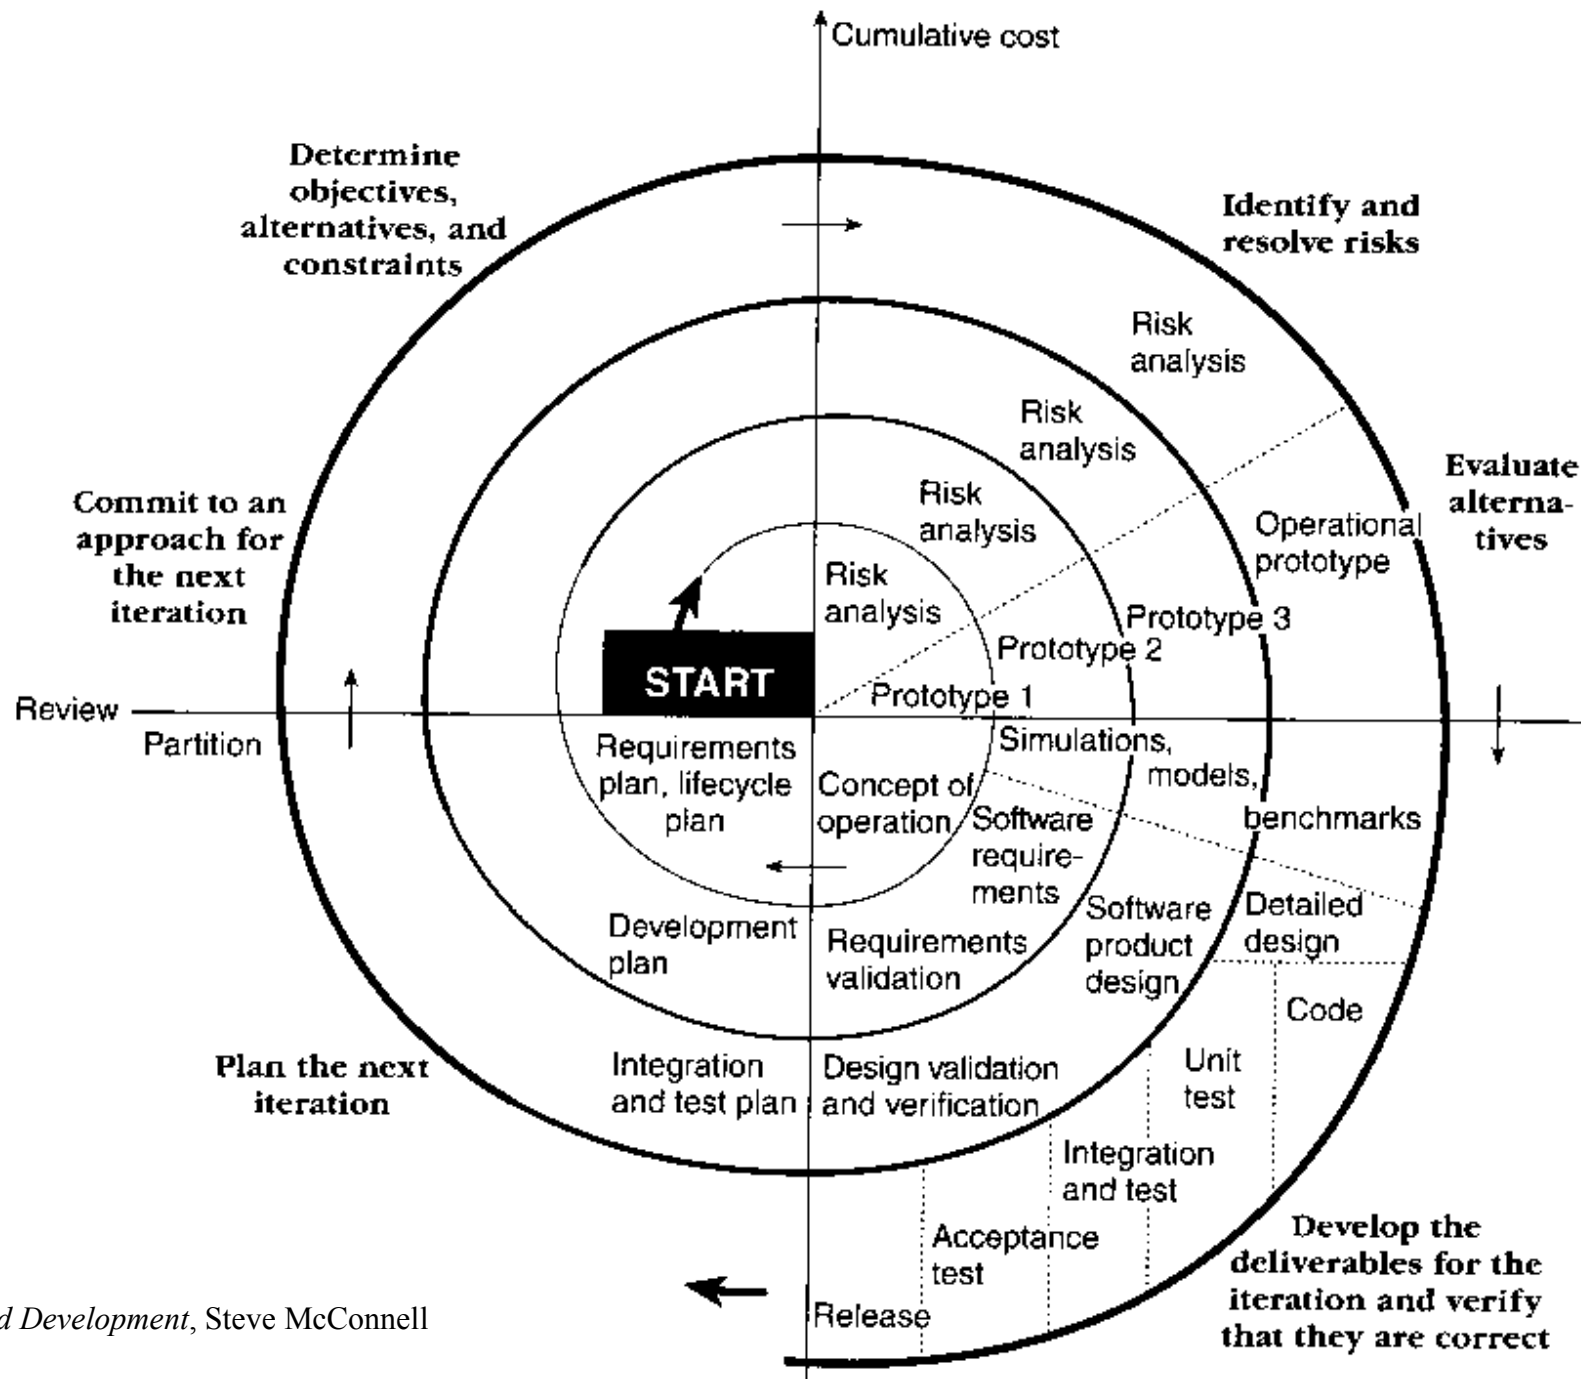 Cumulative cost
Determine
objectives,
alternatives, and
constraints
Identify and
resolve risks
Risk
analysis
Risk
analysis
Risk
analysis
Risk
analysis
Evaluate
alterna-
tives
Commit to an
approach for
the next
iteration
Operational
prototype
Prototype 3
Prototype 2
Prototype 1
START
Review
Partition
Requirements
plan, lifecycle
plan
Concept of
operation
Simulations,
models,
benchmarks
Software
require-
ments
Development
plan
Requirements
validation
Software
product
design
Detailed
design
Code
Unit
test
Plan the next
iteration
Integration
and test plan
Design validation
and verification
Integration
and test
Acceptance
test
Release
Develop the
deliverables for the
iteration and verify
that they are correct
d Development, Steve McConnell